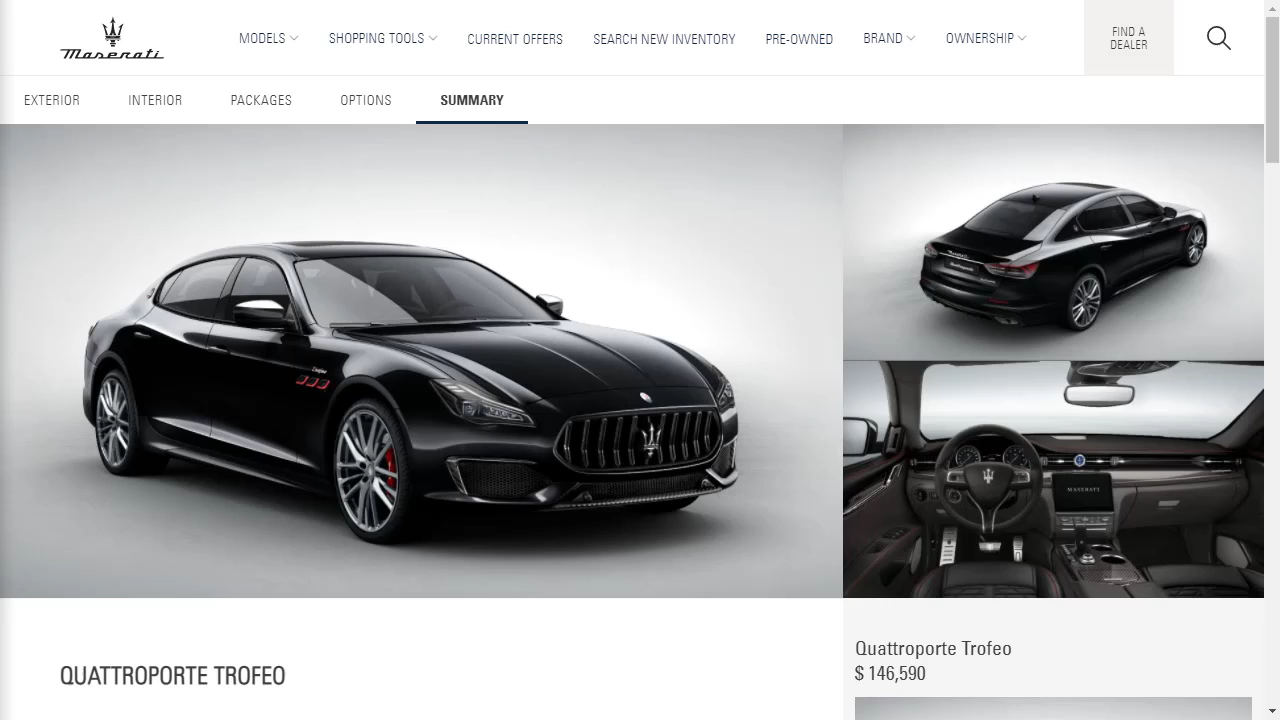 Maserati
MODELS
SHOPPING TOOLS
CURRENT OFFERS
SEARCH NEW INVENTORY
PRE-OWNED
BRAND
OWNERSHIP
FIND A
DEALER
EXTERIOR
INTERIOR
PACKAGES
OPTIONS
SUMMARY
MASERATI
QUATTROPORTE TROFEO
Quattroporte Trofeo
$ 146,590